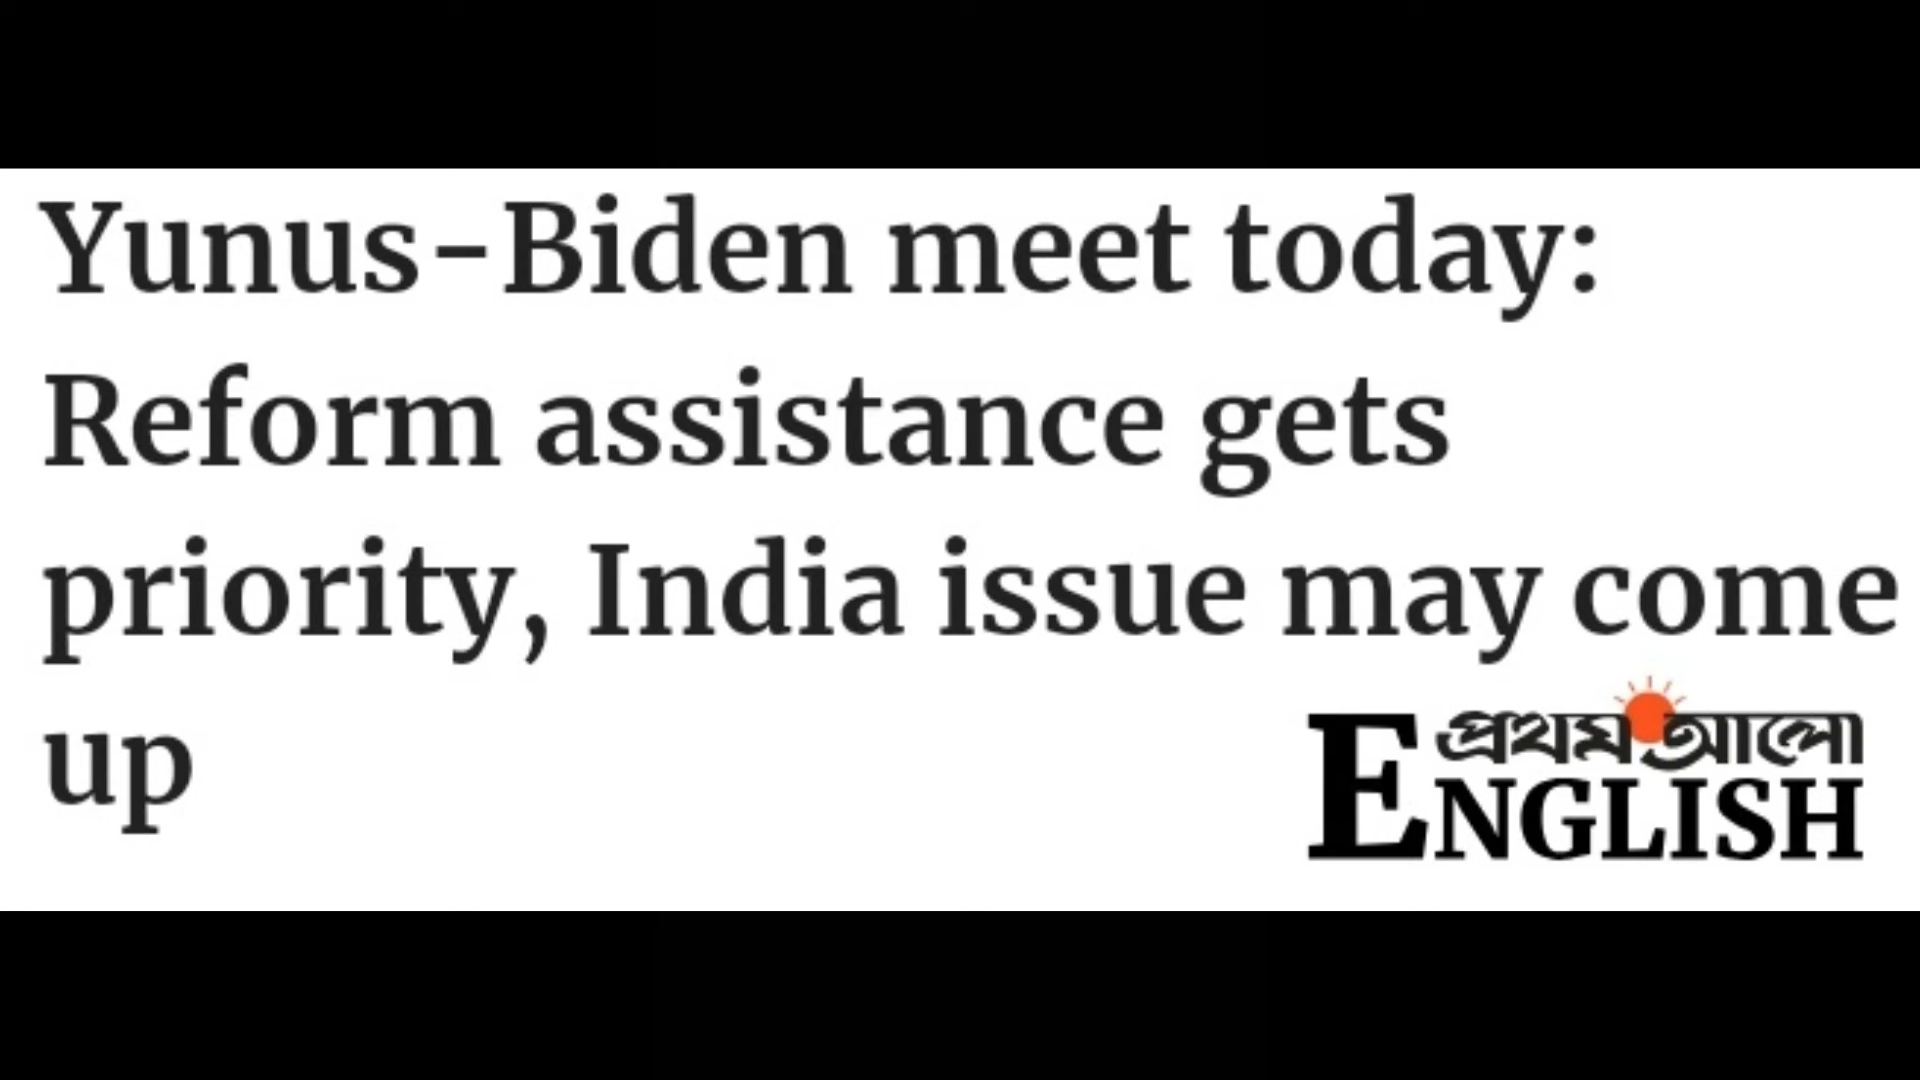 Yunus-Biden meet today:
Reform assistance gets
priority, India issue may come
up
প্রথম আলো
ENGLISH